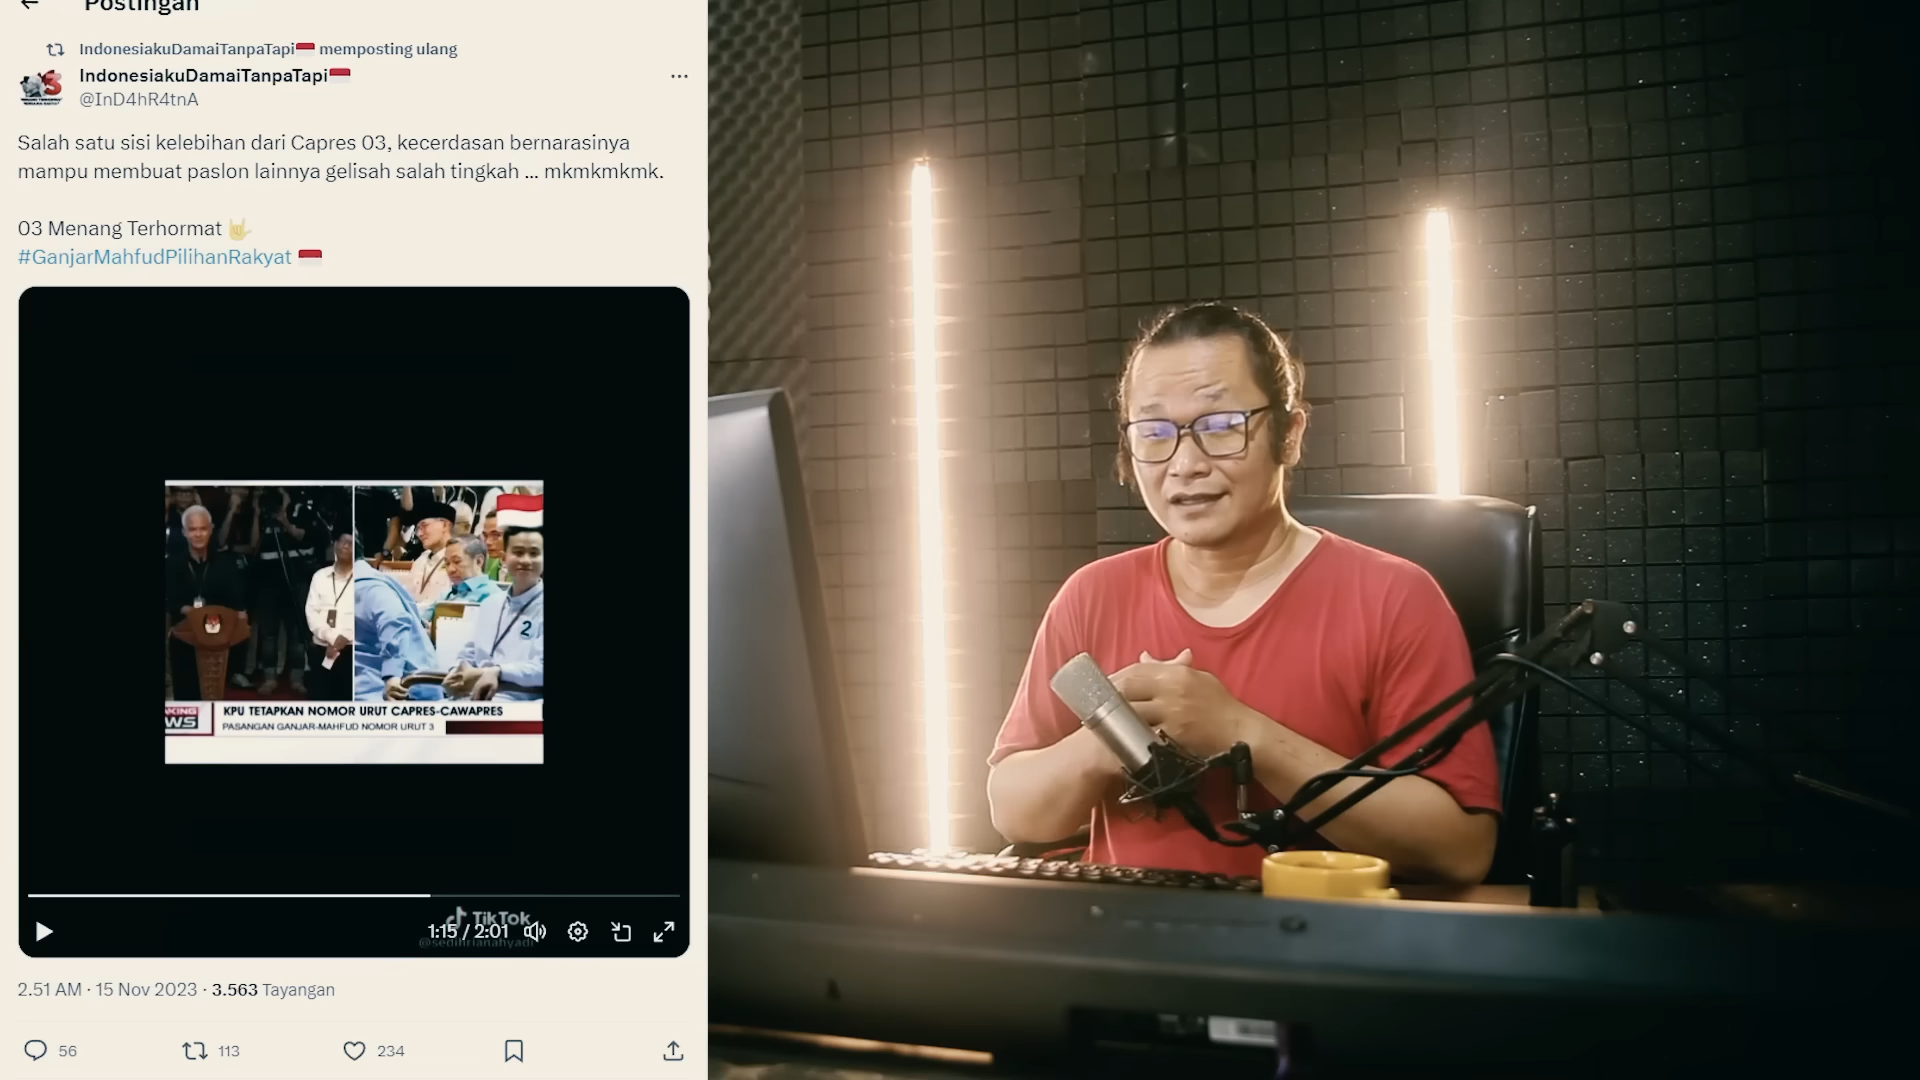 Postingan
IndonesiakuDamaiTanpaTapi🇮🇩 memposting ulang
IndonesiakuDamaiTanpaTapi🇮🇩
@InD4hR4tnA
Salah satu sisi kelebihan dari Capres 03, kecerdasan bernarasinya
mampu membuat paslon lainnya gelisah salah tingkah ... mkmkmkmk.
03 Menang Terhormat 🤟
#GanjarMahfudPilihanRakyat 🇮🇩
2
KPU TETAPKAN NOMOR URUT CAPRES-CAWAPRES
PASANGAN GANJAR-MAHFUD NOMOR URUT 3
TikTok
1:15 / 2:01
2.51 AM · 15 Nov 2023 · 3.563 Tayangan
56 113 234